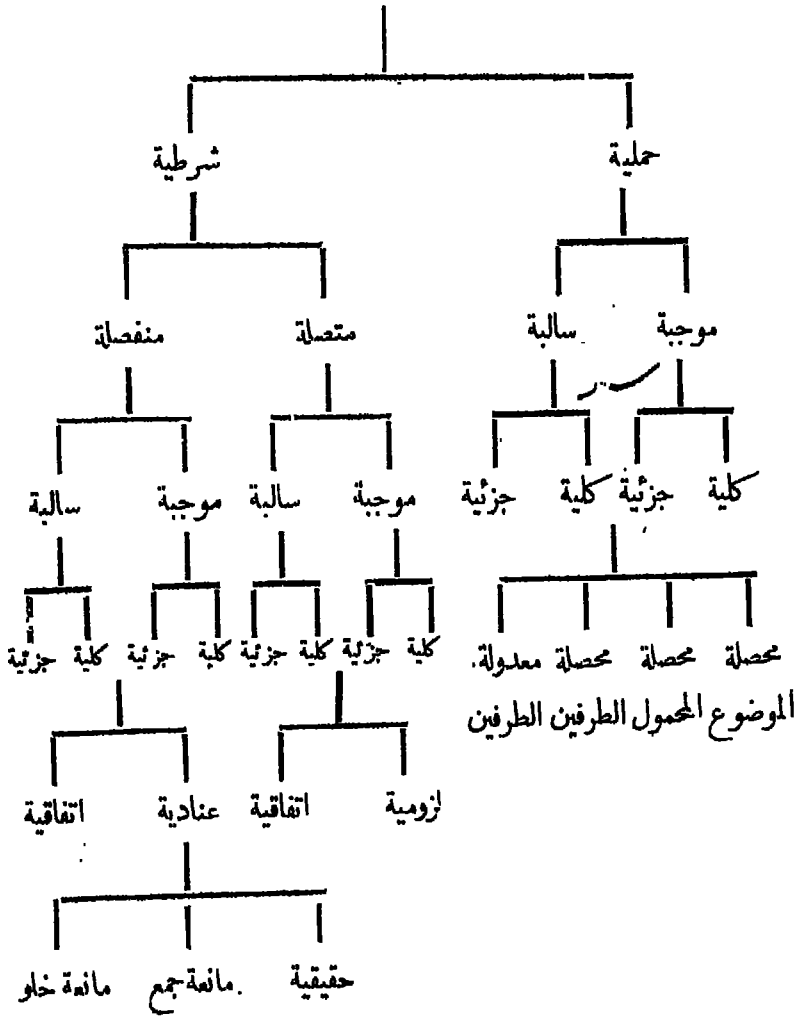 حملية شرطية
موجبة سالبة متصلة منفصلة
كلية جزئية كلية جزئية موجبة سالبة موجبة سالبة
كلية جزئية كلية جزئية كلية جزئية كلية جزئية
محصلة محصلة محصلة معدولة
الموضوع المحمول الطرفين الطرفين
لزومية اتفاقية عنادية اتفاقية
حقيقية مانعة جمع مانعة خلو